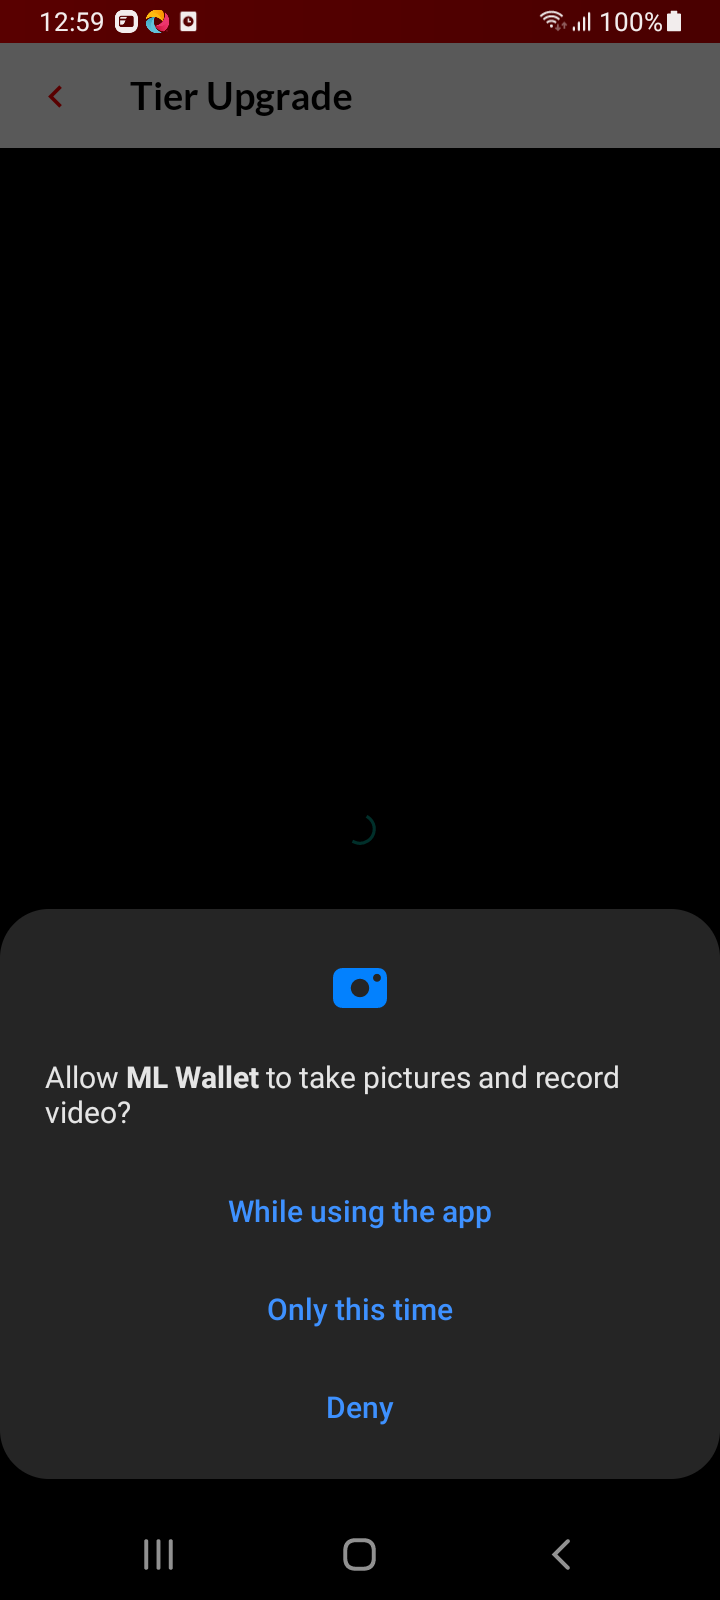 12:59
100%
Tier Upgrade
Allow ML Wallet to take pictures and record
video?
While using the app
Only this time
Deny